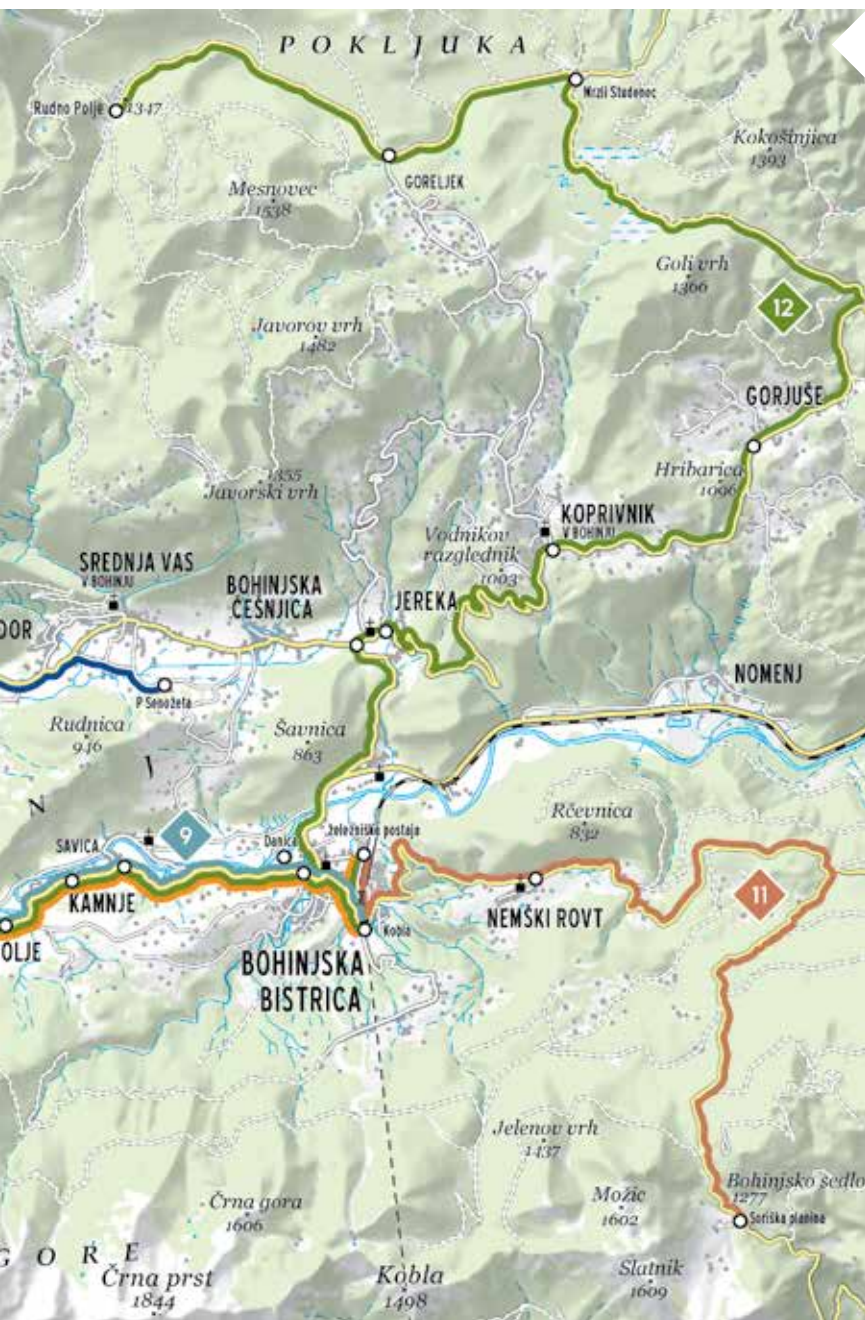 POKLJUKA
Rudno Polje
1347
Mrzli Studenec
Kokošinjica
1393
GORELJEK
Mesnovec
1538
Goli vrh
1366
12
Javorov vrh
1482
GORJUŠE
Hribarica
1096
1355
Javorski vrh
KOPRIVNIK
V BOHINJU
Vodnikov
razglednik
1003
SREDNJA VAS
V BOHINJU
BOHINJSKA
ČEŠNJICA
JEREKA
DOR
NOMENJ
P Senožeta
Rudnica
946
Šavnica
863
N J
Rčevnica
832
9
SAVICA
Danica
železniška postaja
KAMNJE
11
NEMŠKI ROVT
OLJE
Kobla
BOHINJSKA
BISTRICA
Jelenov vrh
1437
Bohinjsko sedlo
1277
Soriška planina
Črna gora
1606
Možic
1602
GORE
Črna prst
1844
Kobla
1498
Slatnik
1609